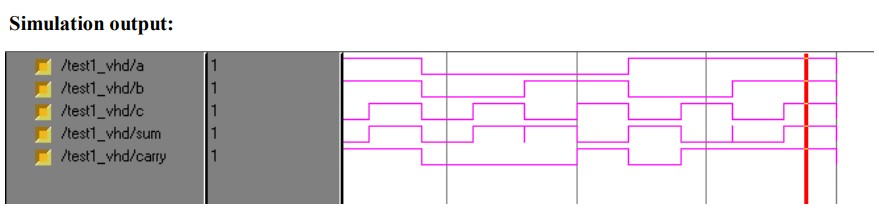 Simulation output:
/test1_vhd/a 1
/test1_vhd/b 1
/test1_vhd/c 1
/test1_vhd/sum 1
/test1_vhd/carry 1